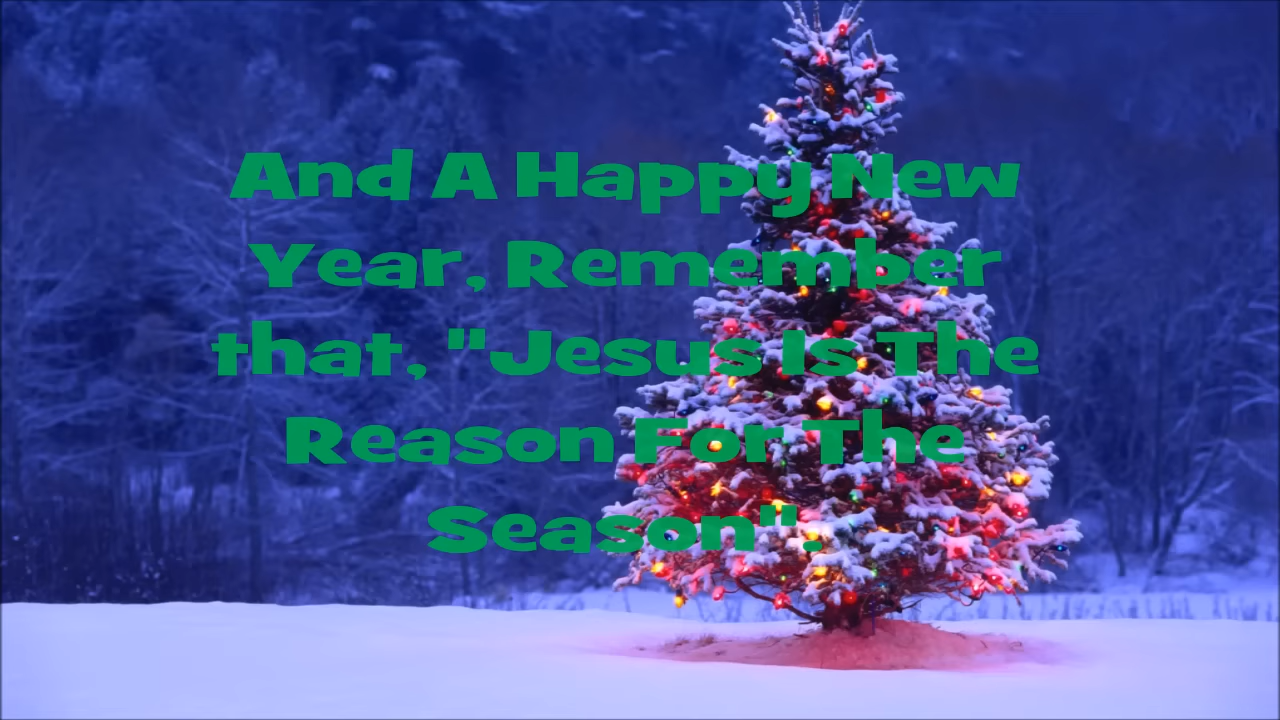 And A Happy New
Year, Remember
that, "Jesus Is The
Reason For The
Season".